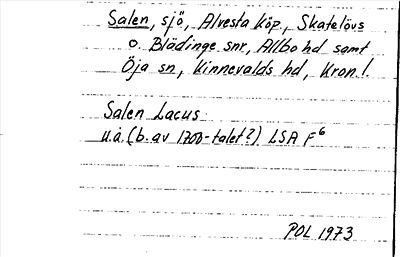 Salen, sjö, Alvesta köp, Skatelövs
o. Blädinge snr, Allbo hd samt
Öja sn, Kinnevalds hd, Kron.l.
Salen Lacus
u.å. (b. av 1700-talet?) LSA F6
POL 1973